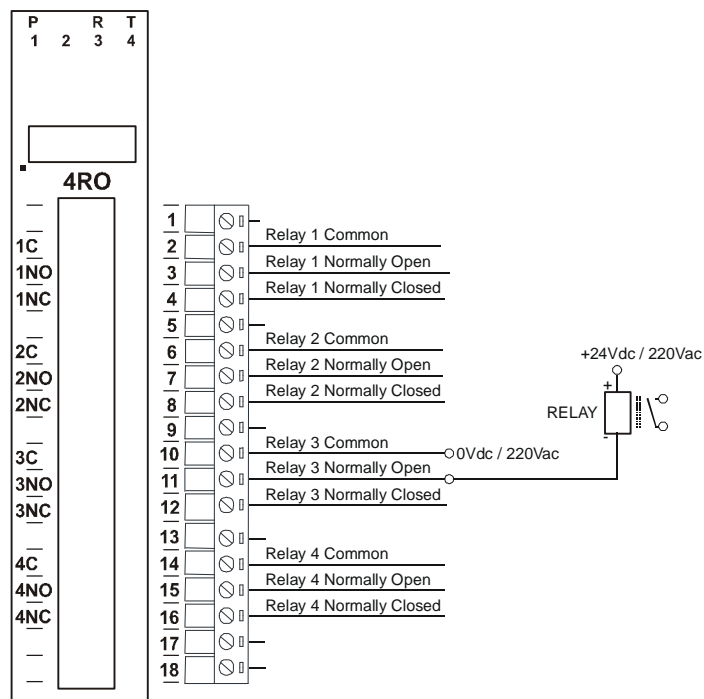 P R T
1 2 3 4
4RO
1C
1NO
1NC
2C
2NO
2NC
3C
3NO
3NC
4C
4NO
4NC
1
2 Relay 1 Common
3 Relay 1 Normally Open
4 Relay 1 Normally Closed
5
6 Relay 2 Common
7 Relay 2 Normally Open
8 Relay 2 Normally Closed
9
10 Relay 3 Common 0Vdc / 220Vac
11 Relay 3 Normally Open
12 Relay 3 Normally Closed
13
14 Relay 4 Common
15 Relay 4 Normally Open
16 Relay 4 Normally Closed
17
18
+24Vdc / 220Vac
+
RELAY
-